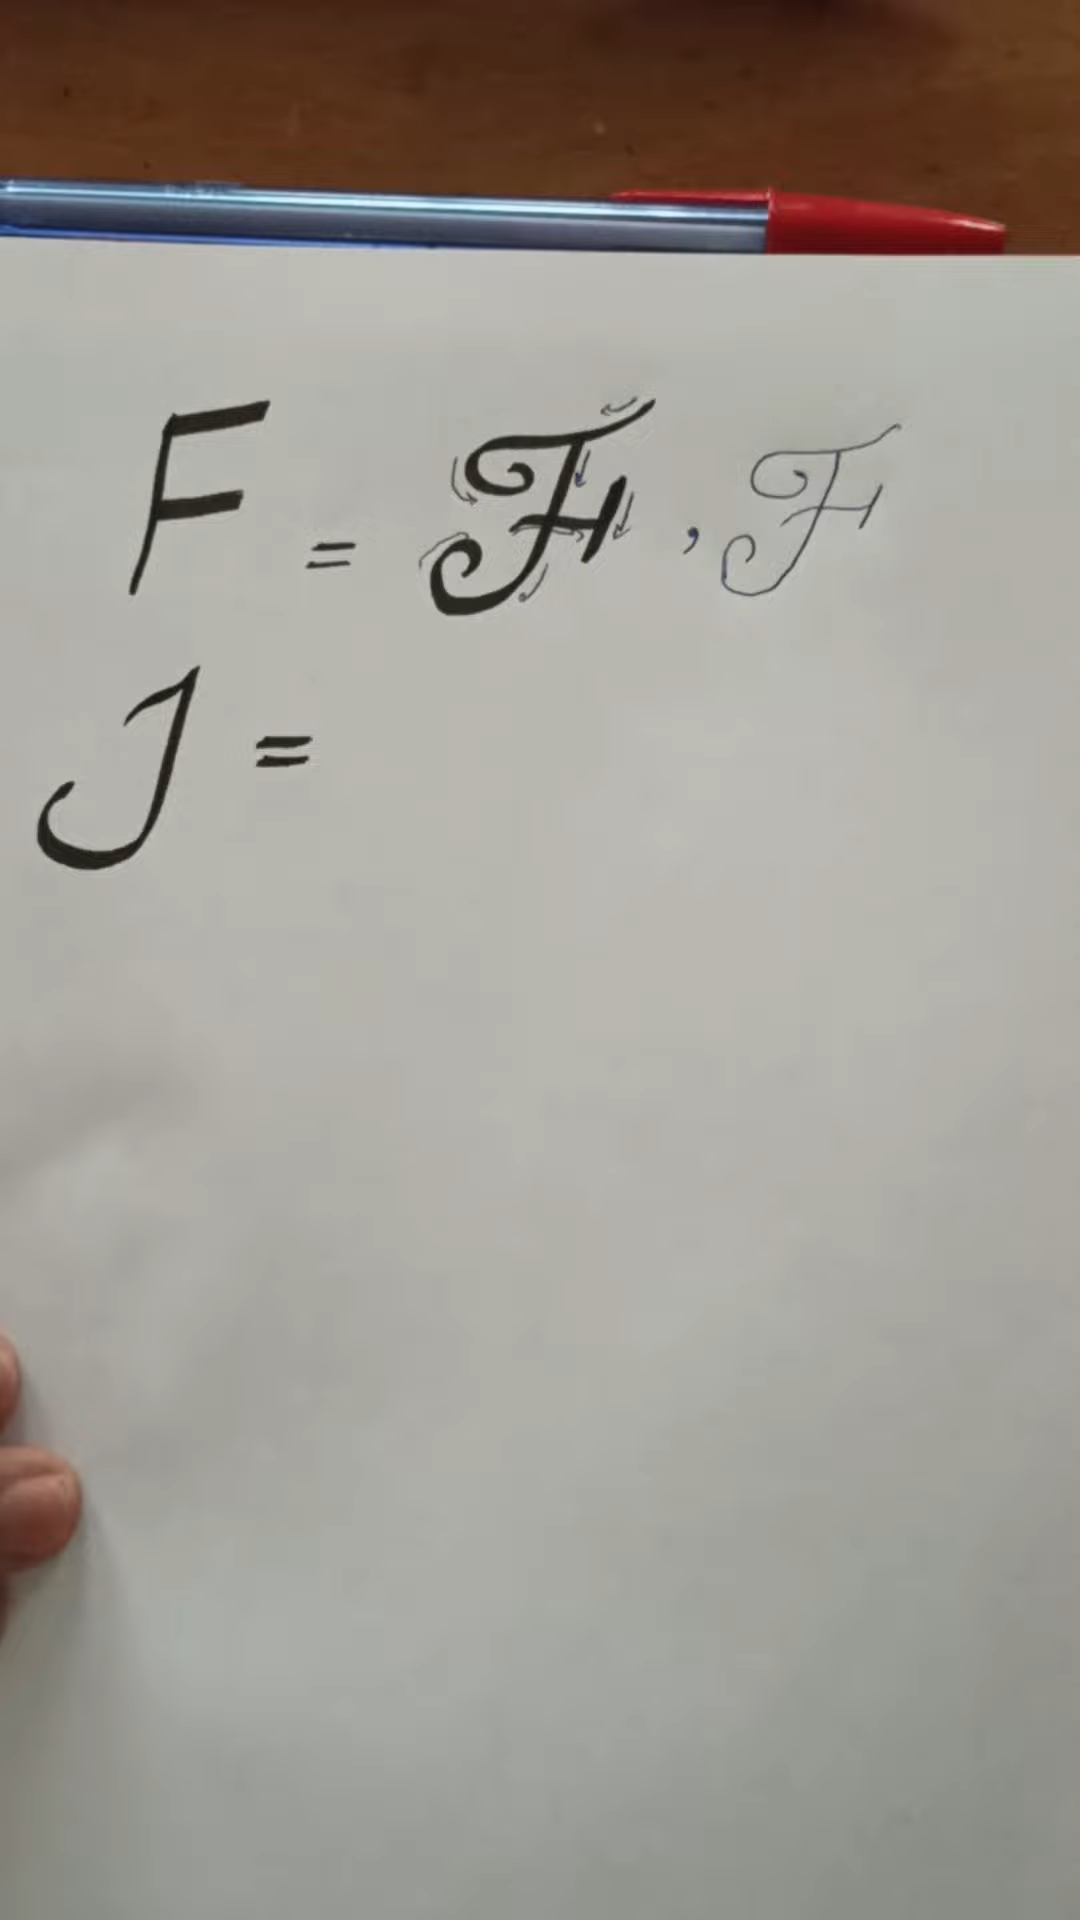 F = F , F
J =